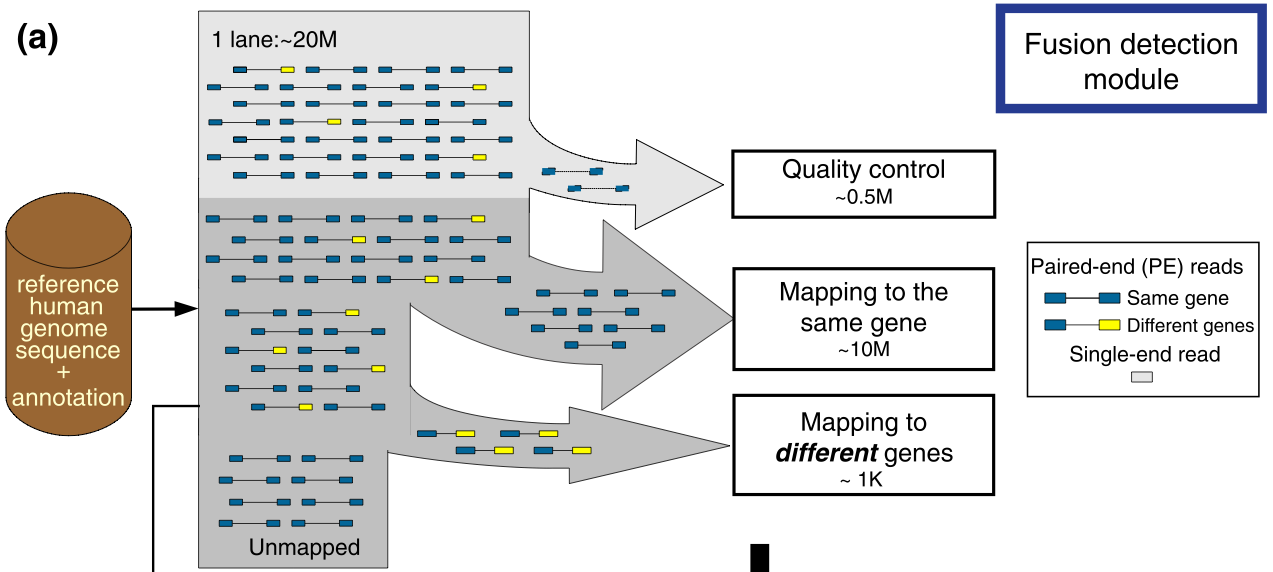 (a)
1 lane:~20M
Fusion detection
module
Quality control
~0.5M
reference
human
genome
sequence
+
annotation
Mapping to the
same gene
~10M
Paired-end (PE) reads
Same gene
Different genes
Single-end read
Mapping to
different genes
~ 1K
Unmapped